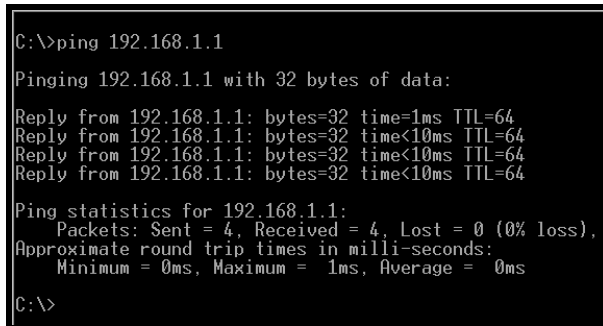 C:\>ping 192.168.1.1
Pinging 192.168.1.1 with 32 bytes of data:
Reply from 192.168.1.1: bytes=32 time=1ms TTL=64
Reply from 192.168.1.1: bytes=32 time<10ms TTL=64
Reply from 192.168.1.1: bytes=32 time<10ms TTL=64
Reply from 192.168.1.1: bytes=32 time<10ms TTL=64
Ping statistics for 192.168.1.1:
    Packets: Sent = 4, Received = 4, Lost = 0 (0% loss),
Approximate round trip times in milli-seconds:
    Minimum = 0ms, Maximum =  1ms, Average =  0ms
C:\>